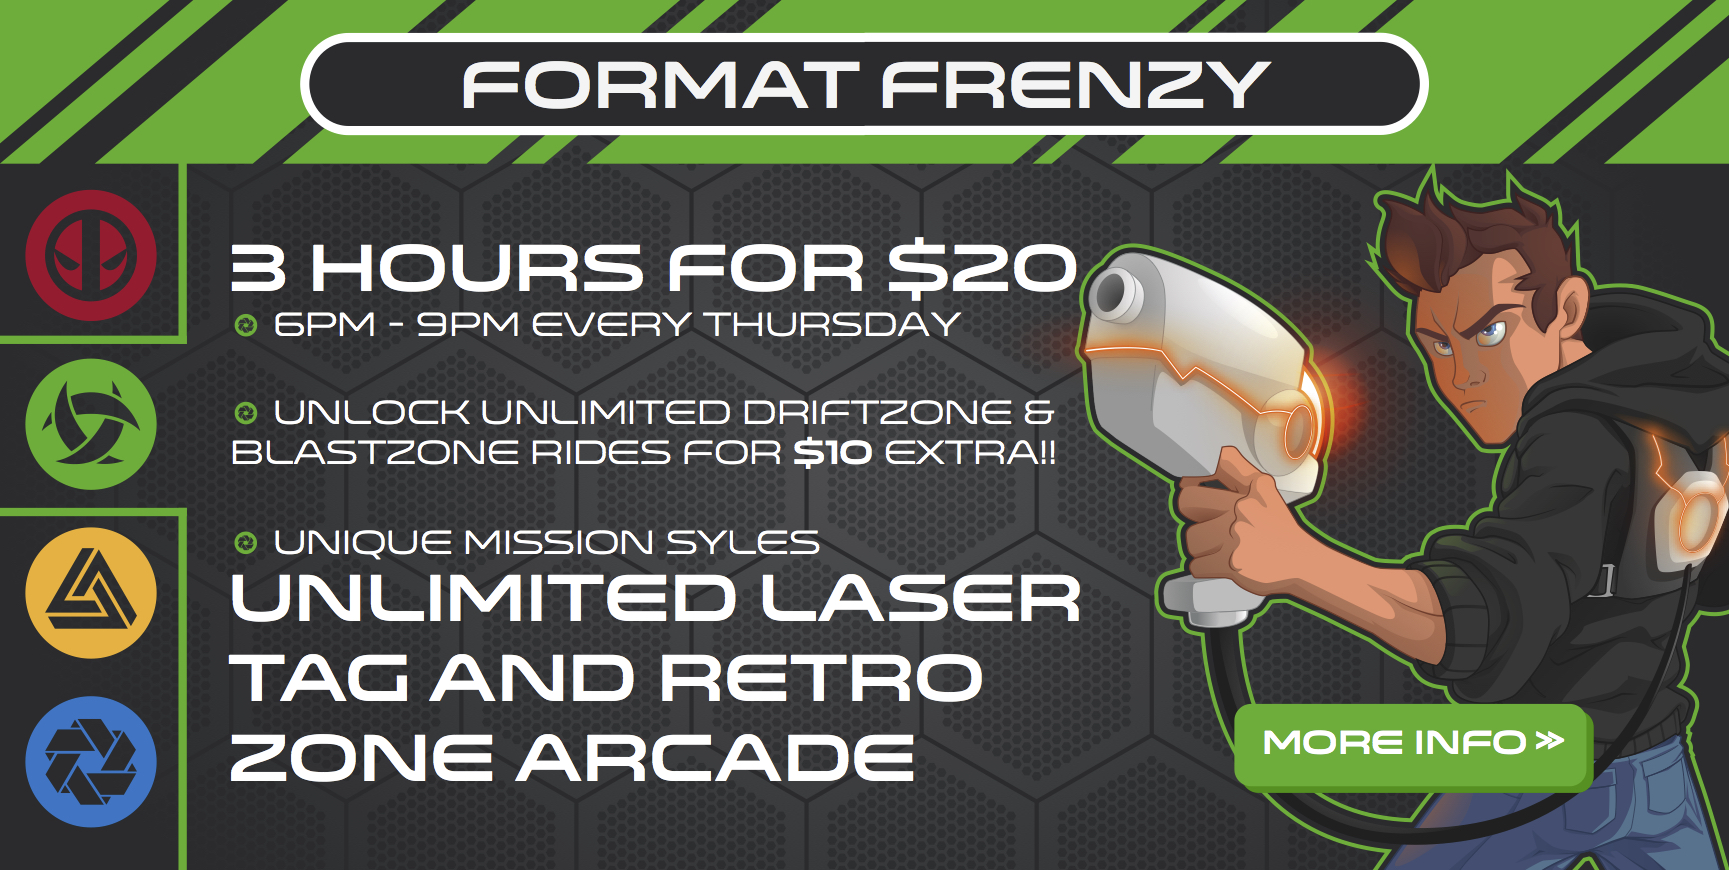 FORMAT FRENZY
3 HOURS FOR $20
6PM - 9PM EVERY THURSDAY
UNLOCK UNLIMITED DRIFTZONE &
BLASTZONE RIDES FOR $10 EXTRA!!
UNIQUE MISSION SYLES
UNLIMITED LASER
TAG AND RETRO
ZONE ARCADE
MORE INFO »